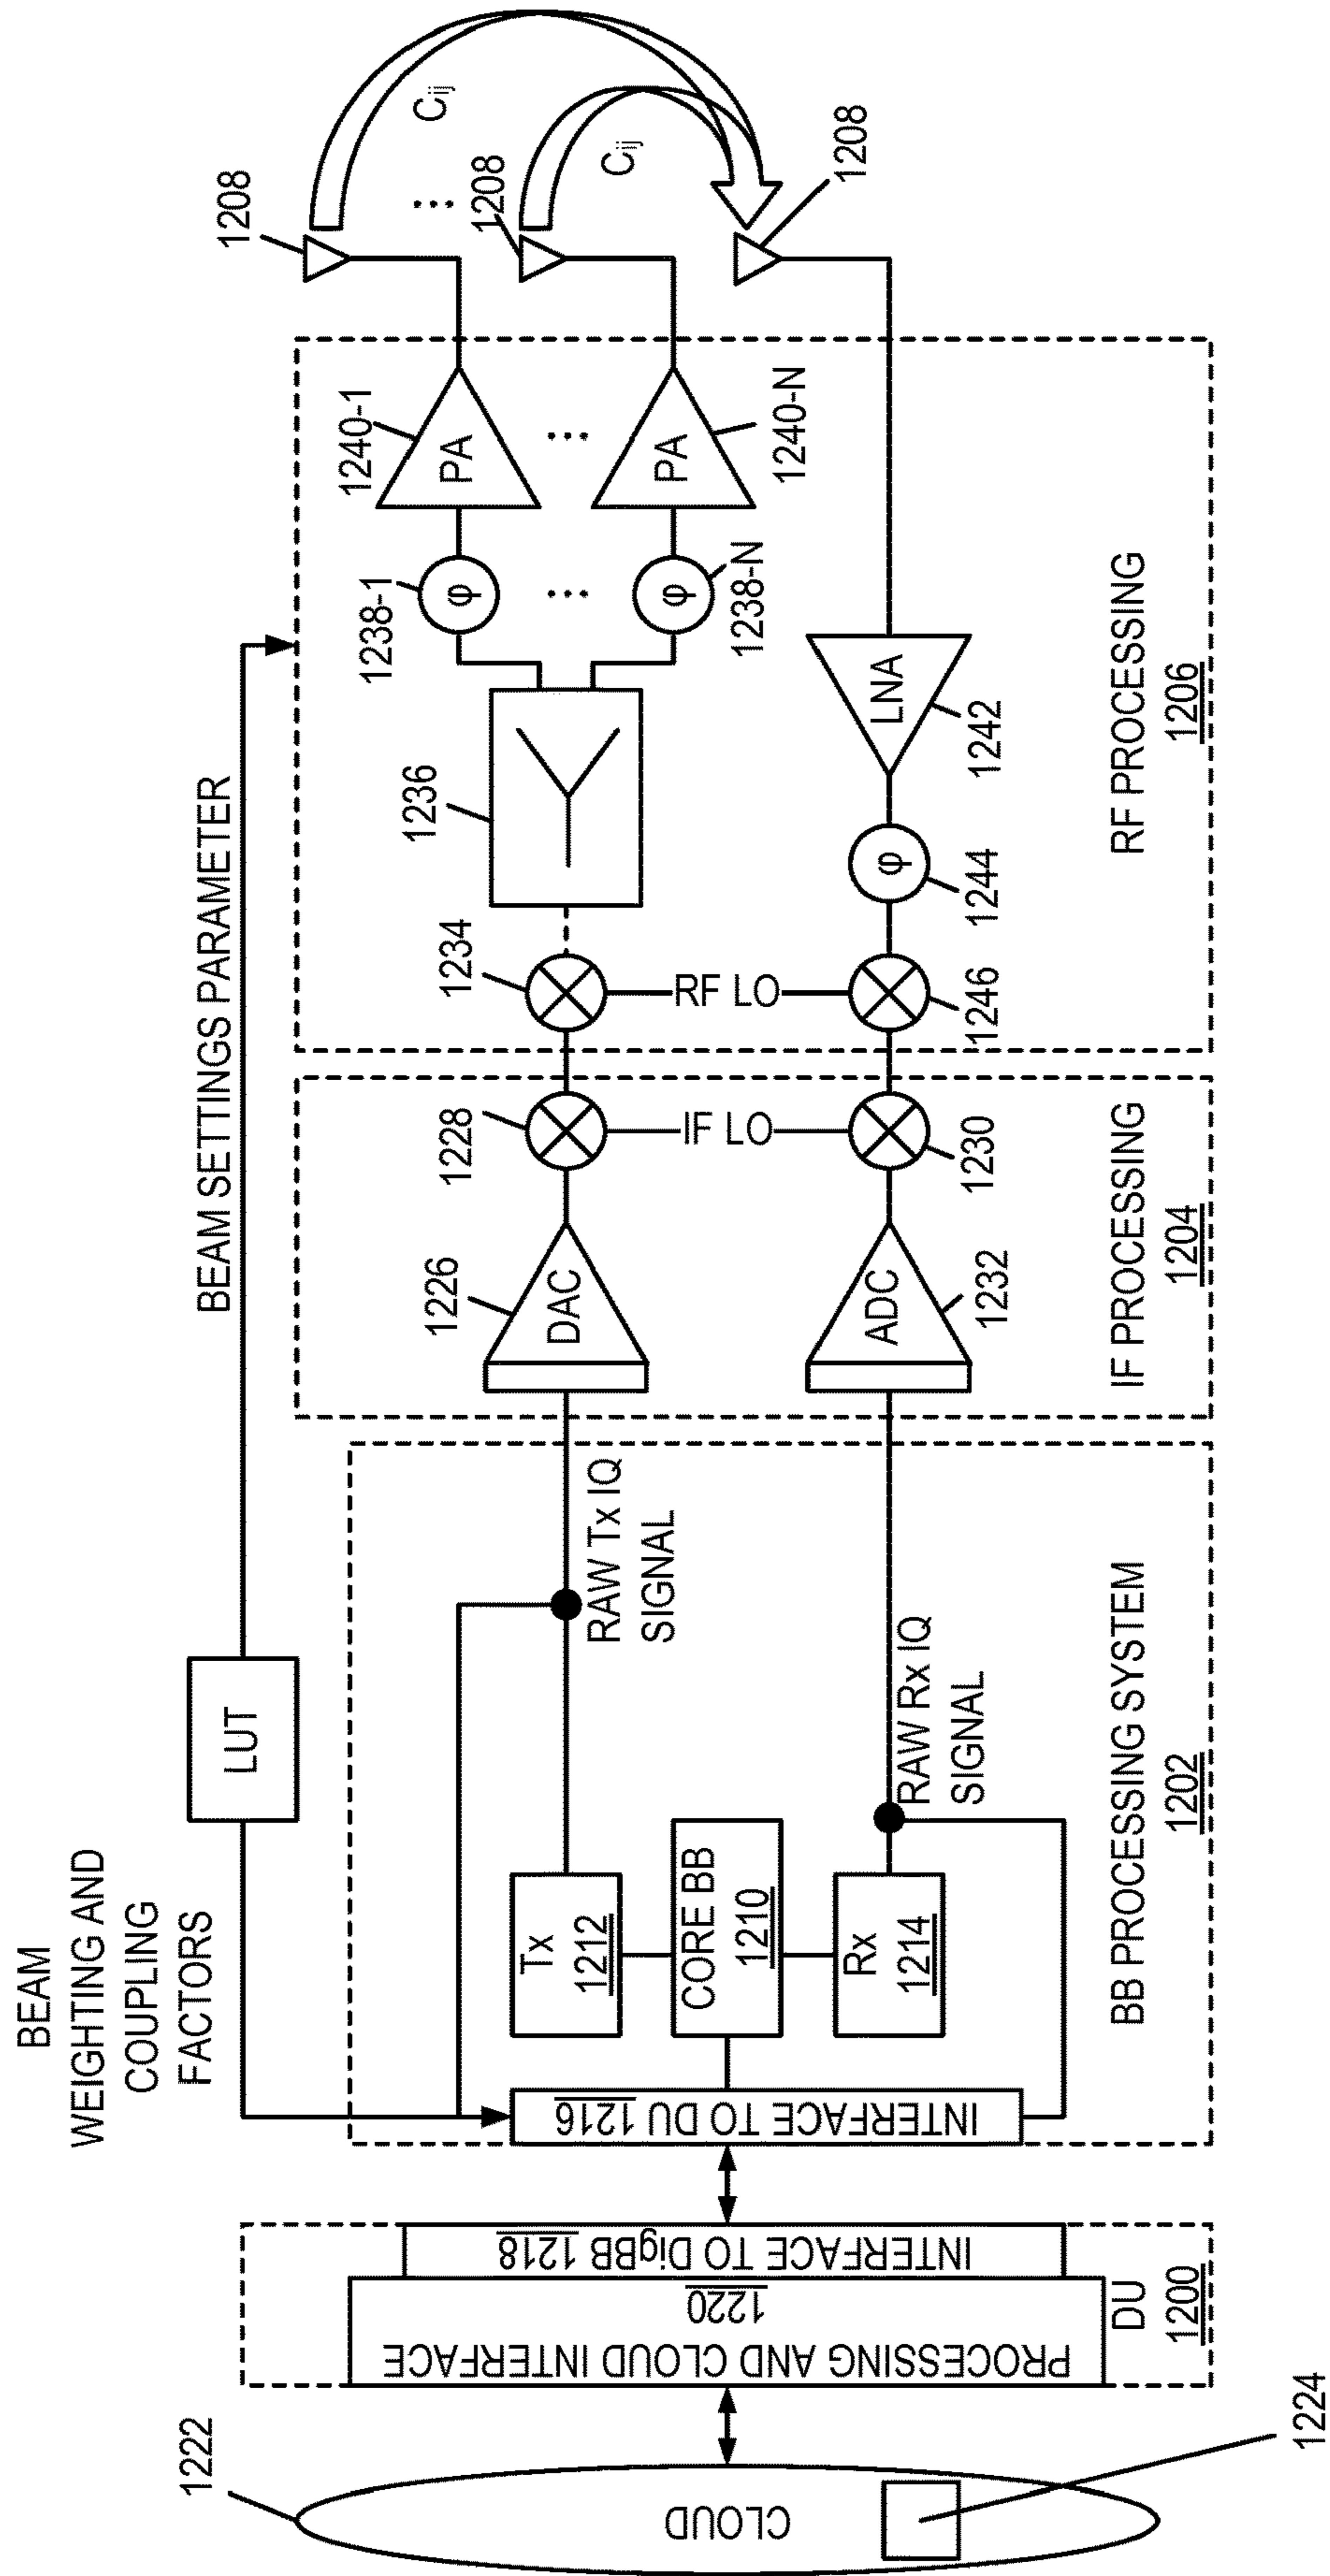 BEAM
WEIGHTING AND
COUPLING
FACTORS
LUT
BEAM SETTINGS PARAMETER
1222
CLOUD
1224
PROCESSING AND CLOUD INTERFACE
1220
INTERFACE TO DigBB 1218
DU
1200
INTERFACE TO DU 1216
Tx
1212
CORE BB
1210
Rx
1214
RAW Tx IQ
SIGNAL
RAW Rx IQ
SIGNAL
BB PROCESSING SYSTEM
1202
1226
DAC
1228
IF LO
1230
ADC
1232
IF PROCESSING
1204
1234
RF LO
1246
1236
1238-1
φ
...
φ
1238-N
1240-1
PA
...
PA
1240-N
1244
φ
LNA
1242
RF PROCESSING
1206
1208
...
1208
1208
Cij
Cij